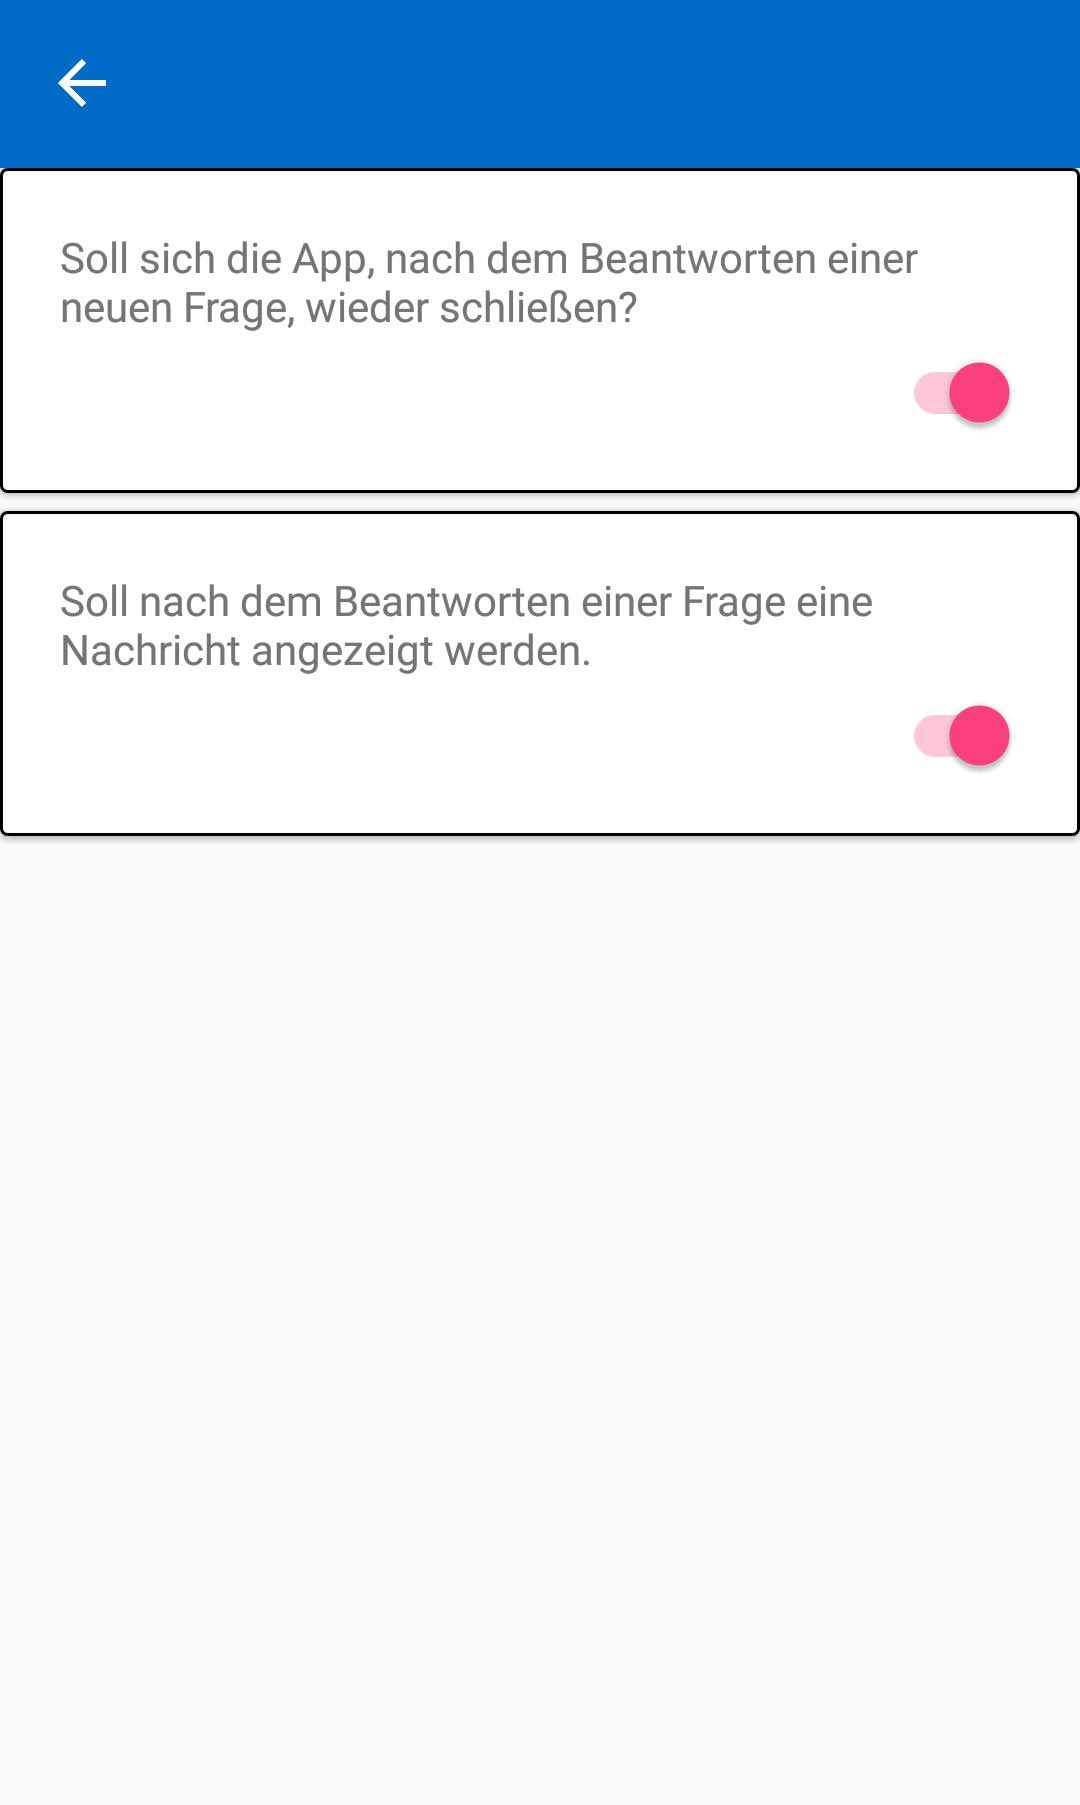 Soll sich die App, nach dem Beantworten einer
neuen Frage, wieder schließen?
Soll nach dem Beantworten einer Frage eine
Nachricht angezeigt werden.